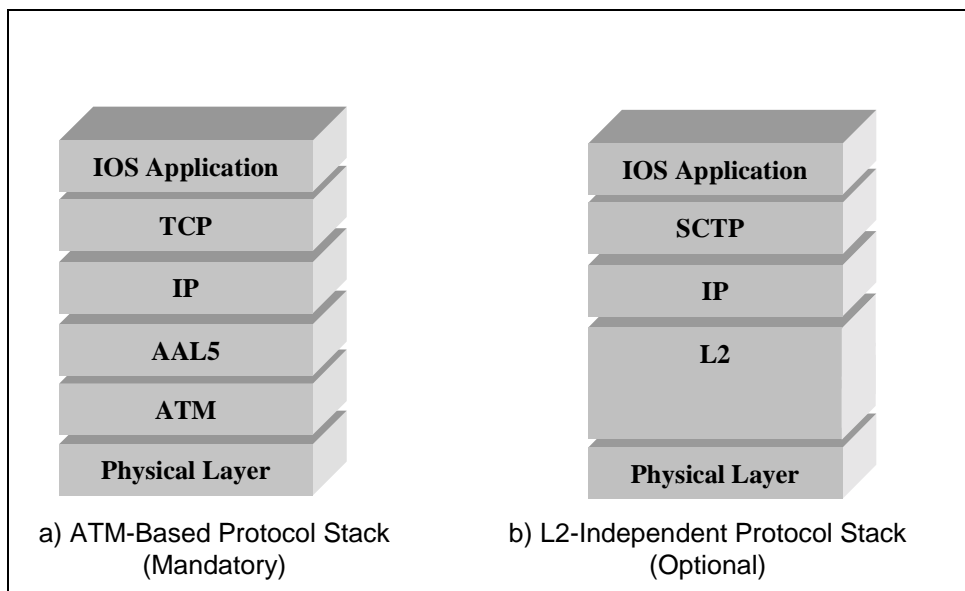 IOS Application
TCP
IP
AAL5
ATM
Physical Layer
a) ATM-Based Protocol Stack
(Mandatory)
IOS Application
SCTP
IP
L2
Physical Layer
b) L2-Independent Protocol Stack
(Optional)